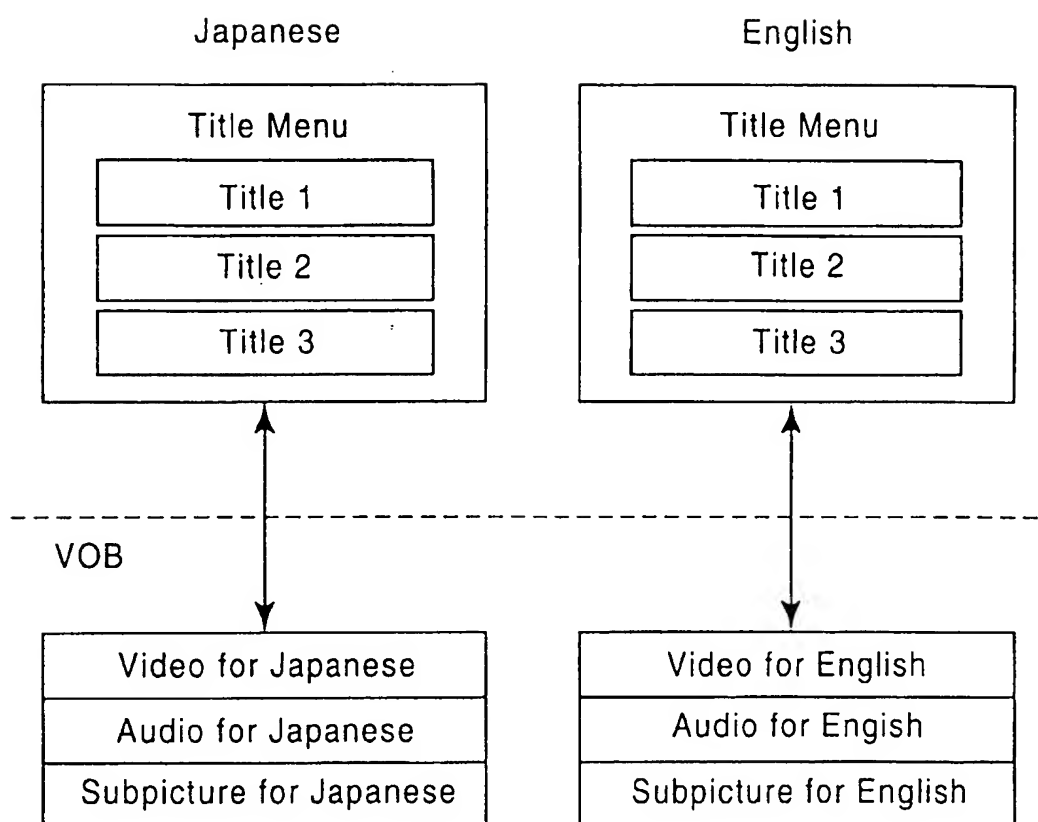 Japanese
English
Title Menu
Title 1
Title 2
Title 3
Title Menu
Title 1
Title 2
Title 3
VOB
Video for Japanese
Audio for Japanese
Subpicture for Japanese
Video for English
Audio for Engish
Subpicture for English